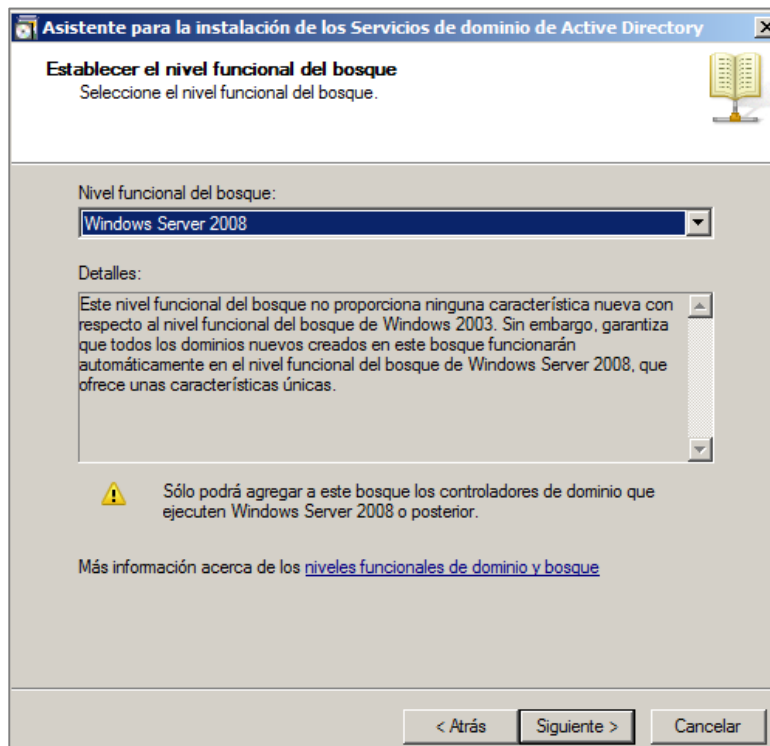 Asistente para la instalación de los Servicios de dominio de Active Directory
Establecer el nivel funcional del bosque
Seleccione el nivel funcional del bosque.
Nivel funcional del bosque:
Windows Server 2008
Detalles:
Este nivel funcional del bosque no proporciona ninguna característica nueva con
respecto al nivel funcional del bosque de Windows 2003. Sin embargo, garantiza
que todos los dominios nuevos creados en este bosque funcionarán
automáticamente en el nivel funcional del bosque de Windows Server 2008, que
ofrece unas características únicas.
Sólo podrá agregar a este bosque los controladores de dominio que
ejecuten Windows Server 2008 o posterior.
Más información acerca de los niveles funcionales de dominio y bosque
< Atrás Siguiente > Cancelar